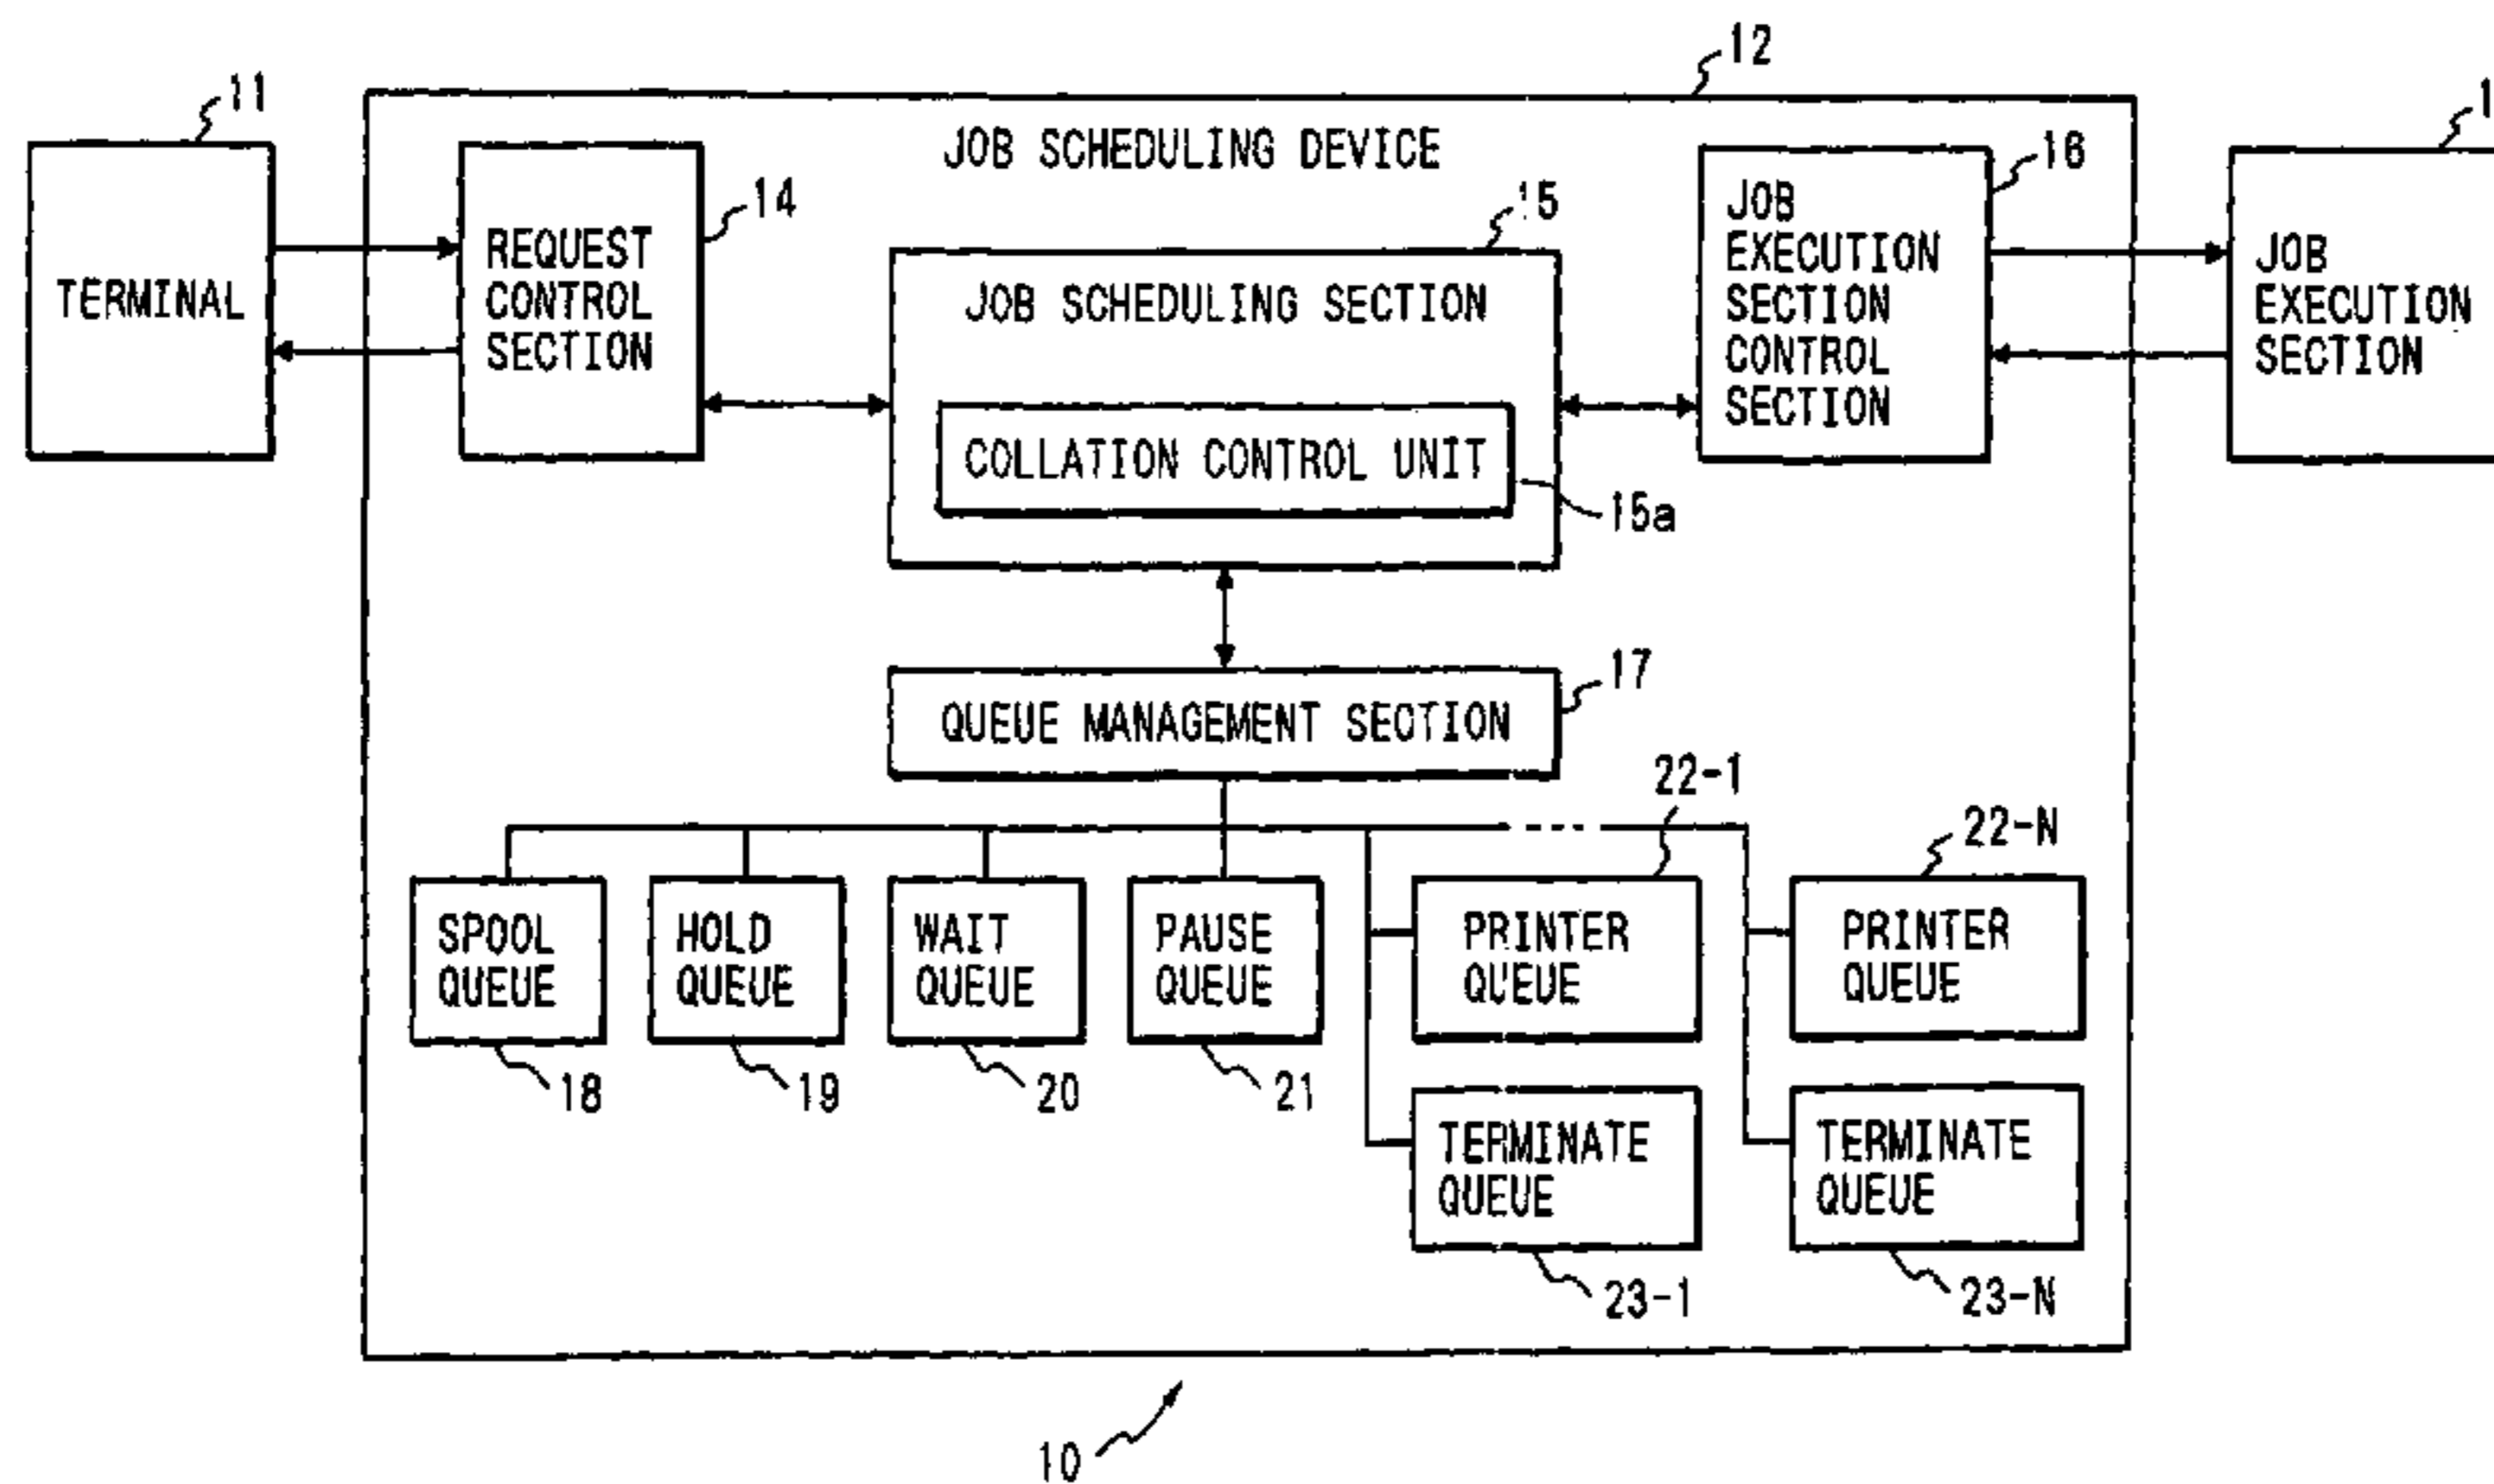 12
11
1
JOB SCHEDULING DEVICE
16
14
15
JOB
EXECUTION
SECTION
CONTROL
SECTION
REQUEST
CONTROL
SECTION
TERMINAL
JOB SCHEDULING SECTION
JOB
EXECUTION
SECTION
COLLATION CONTROL UNIT
15a
17
QUEUE MANAGEMENT SECTION
22-1
22-N
SPOOL
QUEUE
HOLD
QUEUE
WAIT
QUEUE
PAUSE
QUEUE
PRINTER
QUEUE
PRINTER
QUEUE
18
19
20
21
TERMINATE
QUEUE
TERMINATE
QUEUE
23-1
23-N
10